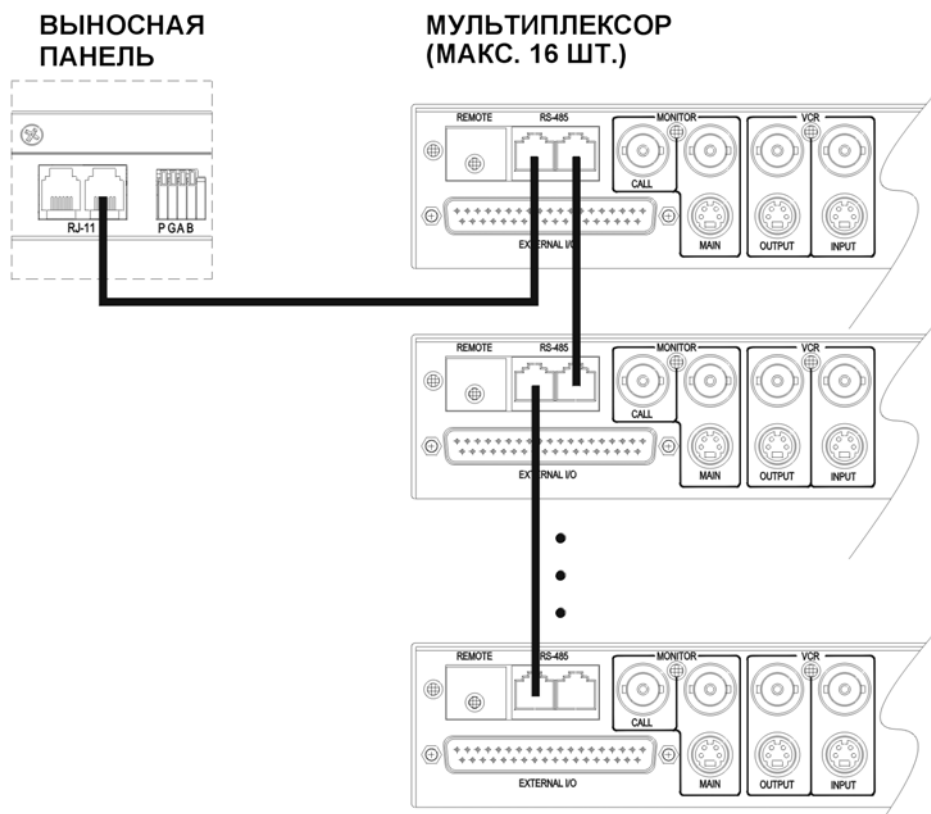 ВЫНОСНАЯ
ПАНЕЛЬ
МУЛЬТИПЛЕКСОР
(МАКС. 16 ШТ.)
RJ-11
P G A B
REMOTE
RS-485
MONITOR
VCR
CALL
MAIN
OUTPUT
INPUT
EXTERNAL I/O
REMOTE
RS-485
MONITOR
VCR
CALL
MAIN
OUTPUT
INPUT
EXTERNAL I/O
REMOTE
RS-485
MONITOR
VCR
CALL
MAIN
OUTPUT
INPUT
EXTERNAL I/O